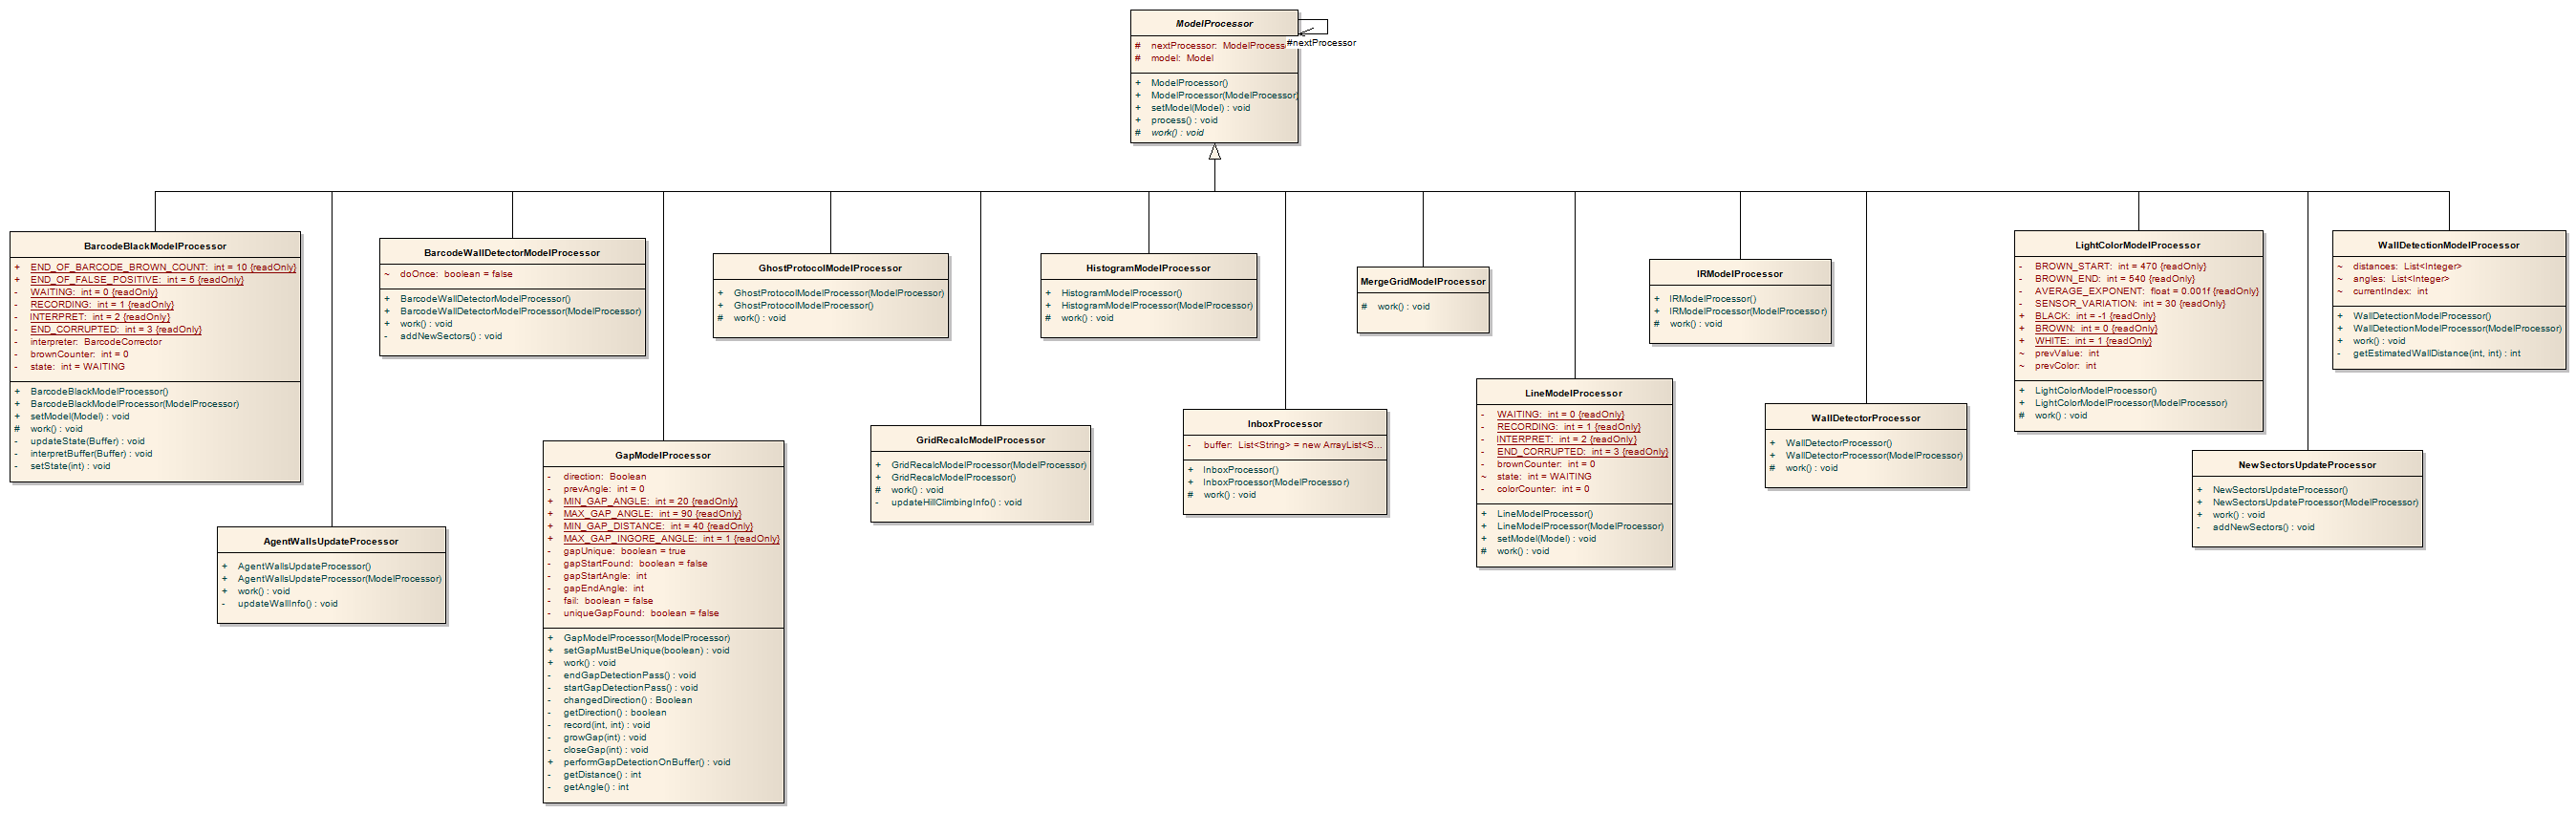 ModelProcessor
# nextProcessor: ModelProcess
#nextProcessor
# model: Model
+ ModelProcessor()
+ ModelProcessor(ModelProcessor)
+ setModel(Model) : void
+ process() : void
# work() : void
BarcodeBlackModelProcessor
+ END_OF_BARCODE_BROWN_COUNT: int = 10 {readOnly}
+ END_OF_FALSE_POSITIVE: int = 5 {readOnly}
- WAITING: int = 0 {readOnly}
- RECORDING: int = 1 {readOnly}
- INTERPRET: int = 2 {readOnly}
- END_CORRUPTED: int = 3 {readOnly}
- interpreter: BarcodeCorrector
- brownCounter: int = 0
- state: int = WAITING
+ BarcodeBlackModelProcessor()
+ BarcodeBlackModelProcessor(ModelProcessor)
+ setModel(Model) : void
# work() : void
- updateState(Buffer) : void
- interpretBuffer(Buffer) : void
- setState(int) : void
AgentWallsUpdateProcessor
+ AgentWallsUpdateProcessor()
+ AgentWallsUpdateProcessor(ModelProcessor)
+ work() : void
- updateWallInfo() : void
BarcodeWallDetectorModelProcessor
~ doOnce: boolean = false
+ BarcodeWallDetectorModelProcessor()
+ BarcodeWallDetectorModelProcessor(ModelProcessor)
+ work() : void
- addNewSectors() : void
GapModelProcessor
- direction: Boolean
- prevAngle: int = 0
+ MIN_GAP_ANGLE: int = 20 {readOnly}
+ MAX_GAP_ANGLE: int = 90 {readOnly}
+ MIN_GAP_DISTANCE: int = 40 {readOnly}
+ MAX_GAP_INGORE_ANGLE: int = 1 {readOnly}
- gapUnique: boolean = true
- gapStartFound: boolean = false
- gapStartAngle: int
- gapEndAngle: int
- fail: boolean = false
- uniqueGapFound: boolean = false
+ GapModelProcessor(ModelProcessor)
+ setGapMustBeUnique(boolean) : void
+ work() : void
- endGapDetectionPass() : void
- startGapDetectionPass() : void
- changedDirection() : Boolean
- getDirection() : boolean
- record(int, int) : void
- growGap(int) : void
- closeGap(int) : void
+ performGapDetectionOnBuffer() : void
- getDistance() : int
- getAngle() : int
GhostProtocolModelProcessor
+ GhostProtocolModelProcessor(ModelProcessor)
+ GhostProtocolModelProcessor()
# work() : void
GridRecalcModelProcessor
+ GridRecalcModelProcessor(ModelProcessor)
+ GridRecalcModelProcessor()
# work() : void
- updateHillClimbingInfo() : void
HistogramModelProcessor
+ HistogramModelProcessor()
+ HistogramModelProcessor(ModelProcessor)
# work() : void
InboxProcessor
- buffer: List<String> = new ArrayList<S...
+ InboxProcessor()
+ InboxProcessor(ModelProcessor)
# work() : void
MergeGridModelProcessor
# work() : void
LineModelProcessor
- WAITING: int = 0 {readOnly}
- RECORDING: int = 1 {readOnly}
- INTERPRET: int = 2 {readOnly}
- END_CORRUPTED: int = 3 {readOnly}
- brownCounter: int = 0
~ state: int = WAITING
- colorCounter: int = 0
+ LineModelProcessor()
+ LineModelProcessor(ModelProcessor)
+ setModel(Model) : void
# work() : void
IRModelProcessor
+ IRModelProcessor()
+ IRModelProcessor(ModelProcessor)
# work() : void
WallDetectorProcessor
+ WallDetectorProcessor()
+ WallDetectorProcessor(ModelProcessor)
# work() : void
LightColorModelProcessor
- BROWN_START: int = 470 {readOnly}
- BROWN_END: int = 540 {readOnly}
- AVERAGE_EXPONENT: float = 0.001f {readOnly}
- SENSOR_VARIATION: int = 30 {readOnly}
+ BLACK: int = -1 {readOnly}
+ BROWN: int = 0 {readOnly}
+ WHITE: int = 1 {readOnly}
~ prevValue: int
~ prevColor: int
+ LightColorModelProcessor()
+ LightColorModelProcessor(ModelProcessor)
# work() : void
NewSectorsUpdateProcessor
+ NewSectorsUpdateProcessor()
+ NewSectorsUpdateProcessor(ModelProcessor)
+ work() : void
- addNewSectors() : void
WallDetectionModelProcessor
~ distances: List<Integer>
~ angles: List<Integer>
~ currentIndex: int
+ WallDetectionModelProcessor()
+ WallDetectionModelProcessor(ModelProcessor)
+ work() : void
- getEstimatedWallDistance(int, int) : int